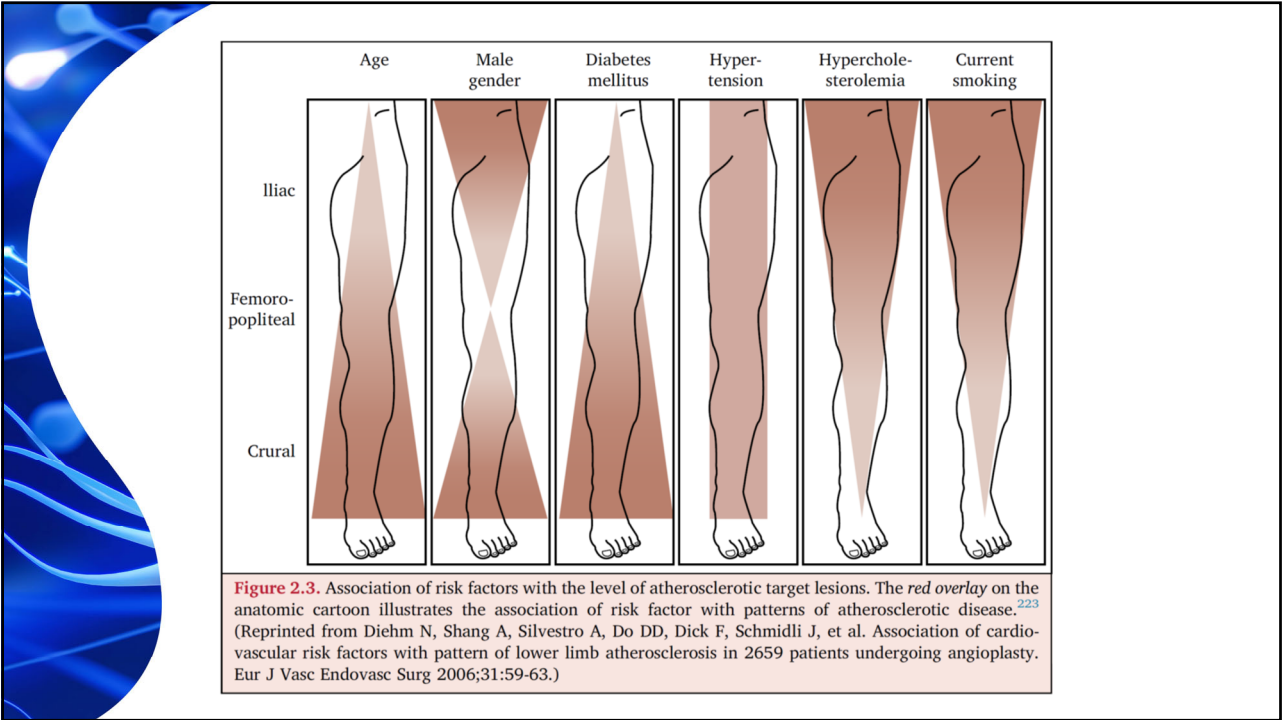 Age
Male
gender
Diabetes
mellitus
Hyper-
tension
Hyperchole-
sterolemia
Current
smoking
Iliac
Femoro-
popliteal
Crural
Figure 2.3. Association of risk factors with the level of atherosclerotic target lesions. The red overlay on the
anatomic cartoon illustrates the association of risk factor with patterns of atherosclerotic disease.223
(Reprinted from Diehm N, Shang A, Silvestro A, Do DD, Dick F, Schmidli J, et al. Association of cardio-
vascular risk factors with pattern of lower limb atherosclerosis in 2659 patients undergoing angioplasty.
Eur J Vasc Endovasc Surg 2006;31:59-63.)